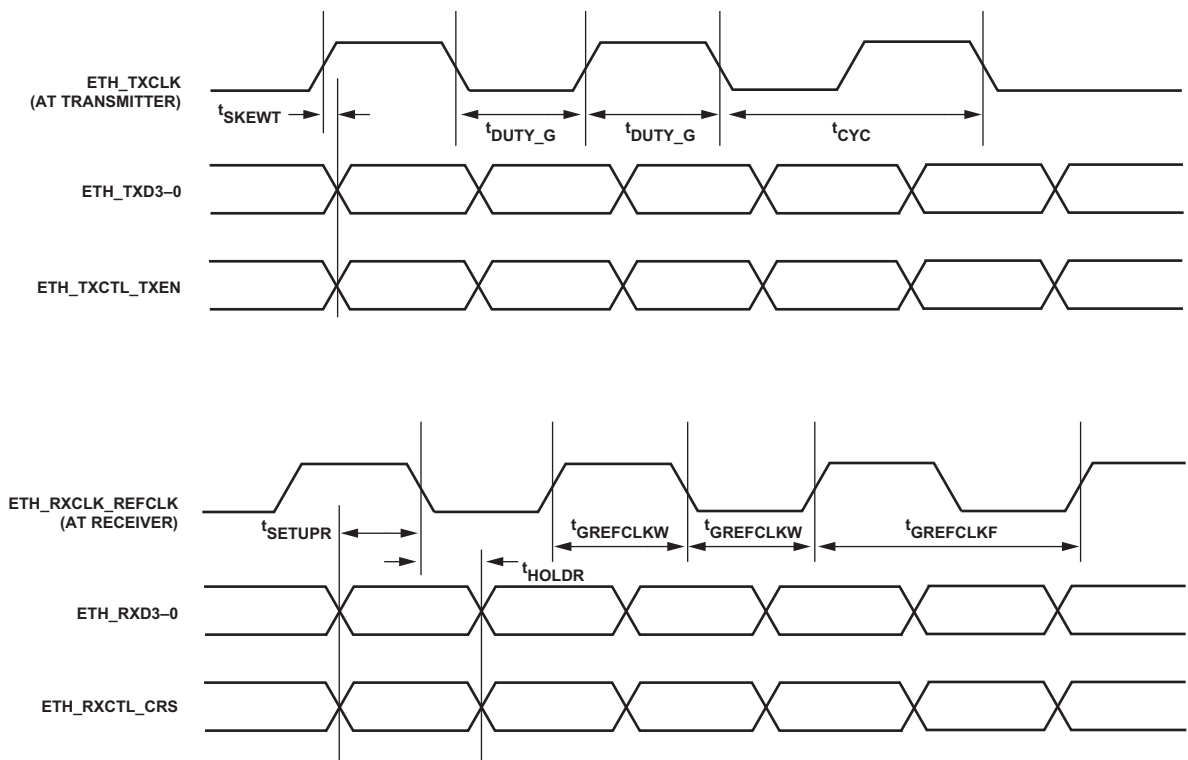 ETH_TXCLK
(AT TRANSMITTER)
tSKEWT
tDUTY_G
tDUTY_G
tCYC
ETH_TXD3–0
ETH_TXCTL_TXEN
ETH_RXCLK_REFCLK
(AT RECEIVER)
tSETUPR
tGREFCLKW
tGREFCLKW
tGREFCLKF
tHOLDR
ETH_RXD3–0
ETH_RXCTL_CRS